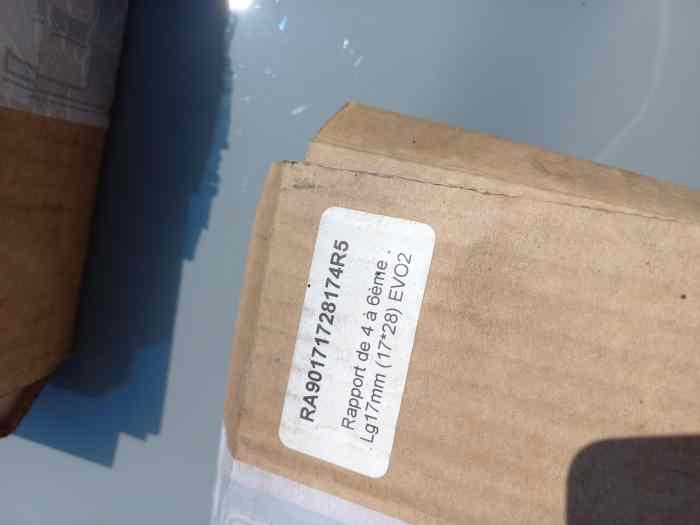 RA90171728174R5
Rapport de 4 à 6ème .
Lg17mm (17*28) EVO2